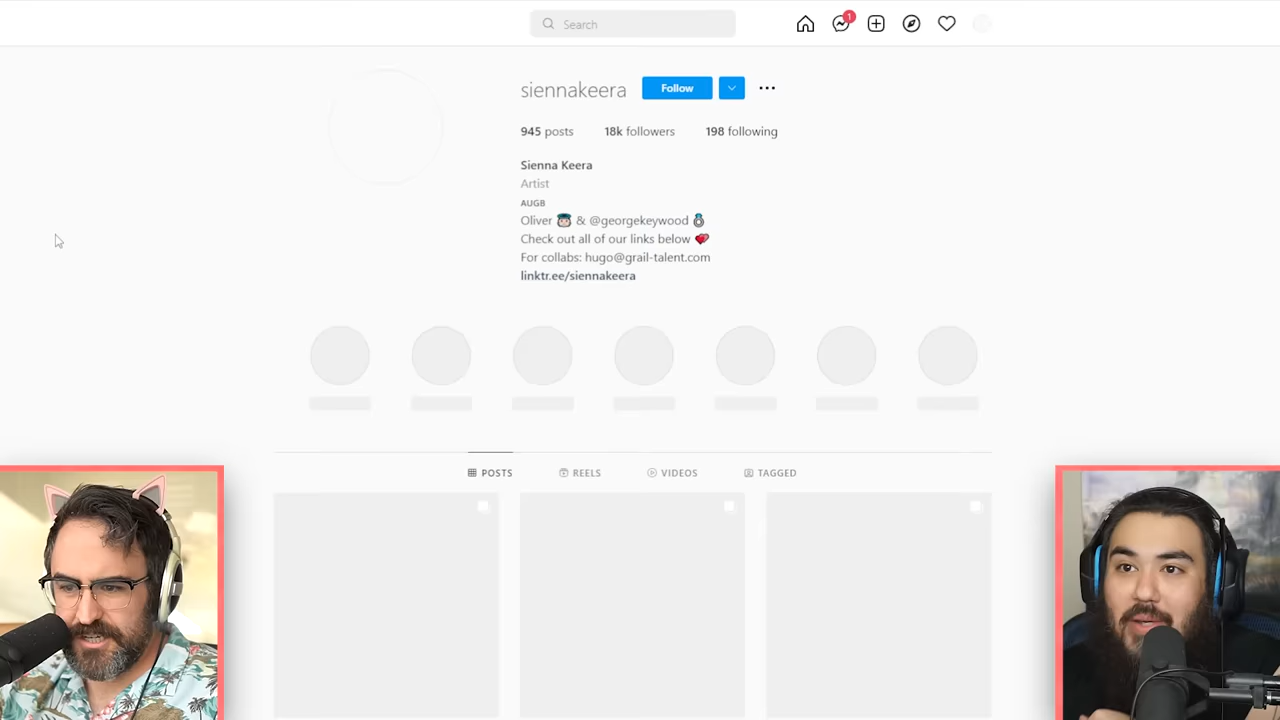 Search
1
siennakeera
Follow
945 posts
18k followers
198 following
Sienna Keera
Artist
AUGB
Oliver & @georgekeywood
Check out all of our links below
For collabs: hugo@grail-talent.com
linktr.ee/siennakeera
POSTS
REELS
VIDEOS
TAGGED